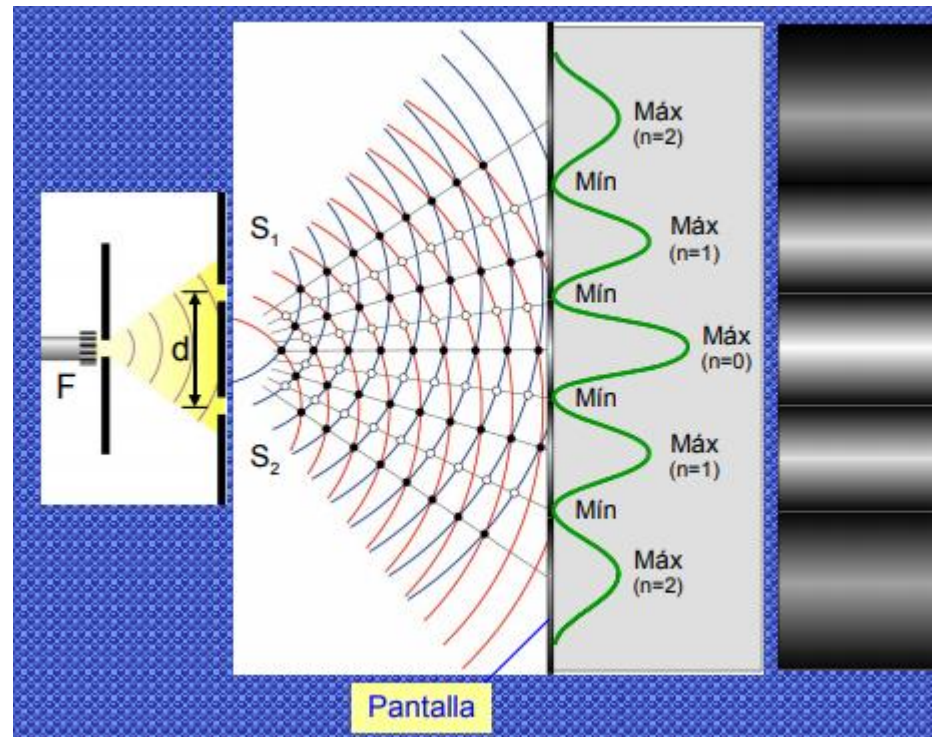 F
d
S1
S2
Máx
(n=2)
Mín
Máx
(n=1)
Mín
Máx
(n=0)
Mín
Máx
(n=1)
Mín
Máx
(n=2)
Pantalla